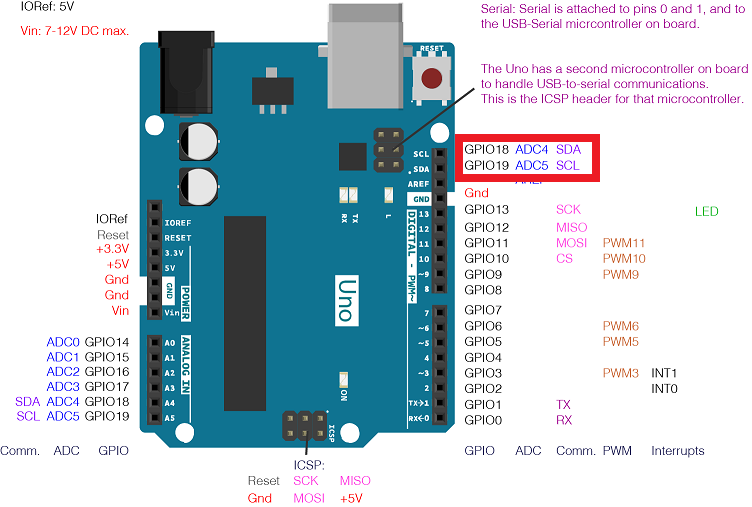 IORef: 5V
Vin: 7-12V DC max.
Serial: Serial is attached to pins 0 and 1, and to
the USB-Serial micrcontroller on board.
The Uno has a second microcontroller on board
to handle USB-to-serial communications.
This is the ICSP header for that microcontroller.
RESET
SCL GPIO18 ADC4 SDA
SDA GPIO19 ADC5 SCL
AREF
GND Gnd
13 GPIO13 SCK LED
12 GPIO12 MISO
11 GPIO11 MOSI PWM11
10 GPIO10 CS PWM10
~9 GPIO9 PWM9
8 GPIO8
7 GPIO7
~6 GPIO6 PWM6
~5 GPIO5 PWM5
4 GPIO4
~3 GPIO3 PWM3 INT1
2 GPIO2 INT0
TX→1 GPIO1 TX
RX←0 GPIO0 RX
DIGITAL - PWM~
RX TX L
Uno
ON
ICSP
IORef IOREF
Reset RESET
+3.3V 3.3V
+5V 5V
Gnd GND
Gnd
Vin Vin
POWER
ANALOG IN
ADC0 GPIO14 A0
ADC1 GPIO15 A1
ADC2 GPIO16 A2
ADC3 GPIO17 A3
SDA ADC4 GPIO18 A4
SCL ADC5 GPIO19 A5
Comm. ADC GPIO
GPIO ADC Comm. PWM Interrupts
ICSP:
Reset SCK MISO
Gnd MOSI +5V